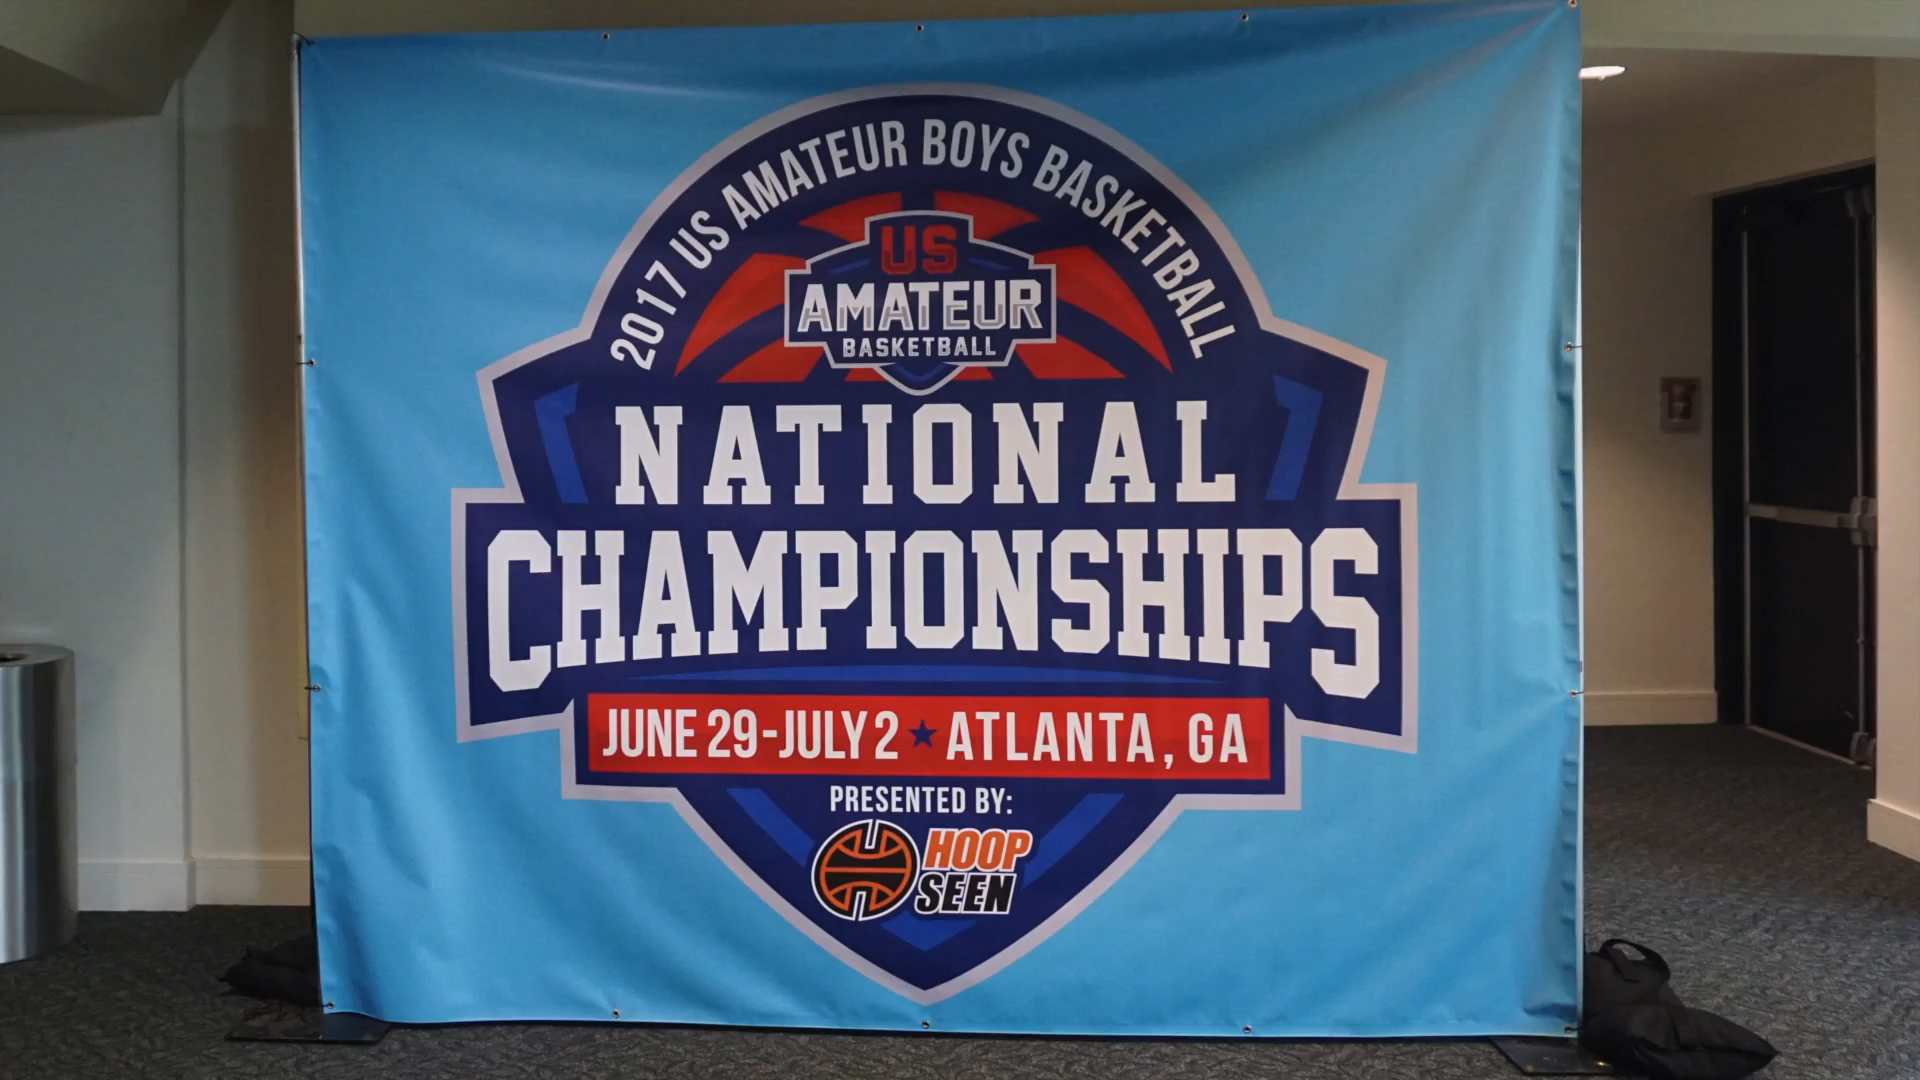 2017 US AMATEUR BOYS BASKETBALL
US
AMATEUR
BASKETBALL
NATIONAL
CHAMPIONSHIPS
JUNE 29-JULY 2 ★ ATLANTA, GA
PRESENTED BY:
HOOP
SEEN